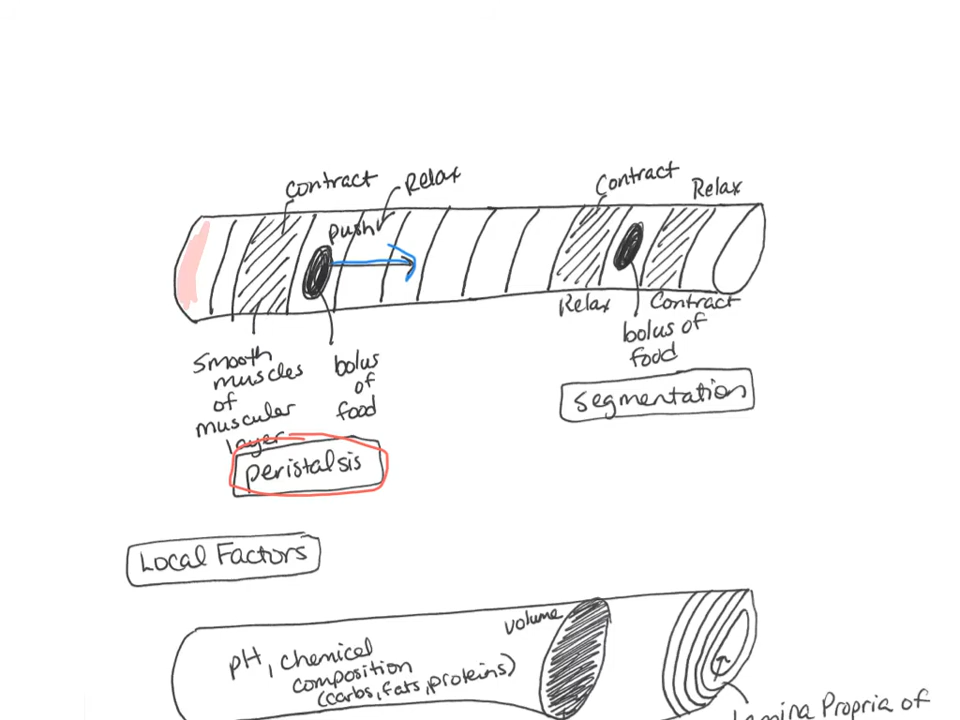 contract
Relax
push
Contract
Relax
Relax
Contract
Smooth
muscles
of
muscular
layer
bolus
of
food
bolus of
food
Segmentation
peristalsis
Local Factors
volume
pH, chemical
composition
(carbs, fats, proteins)
Lamina Propria of